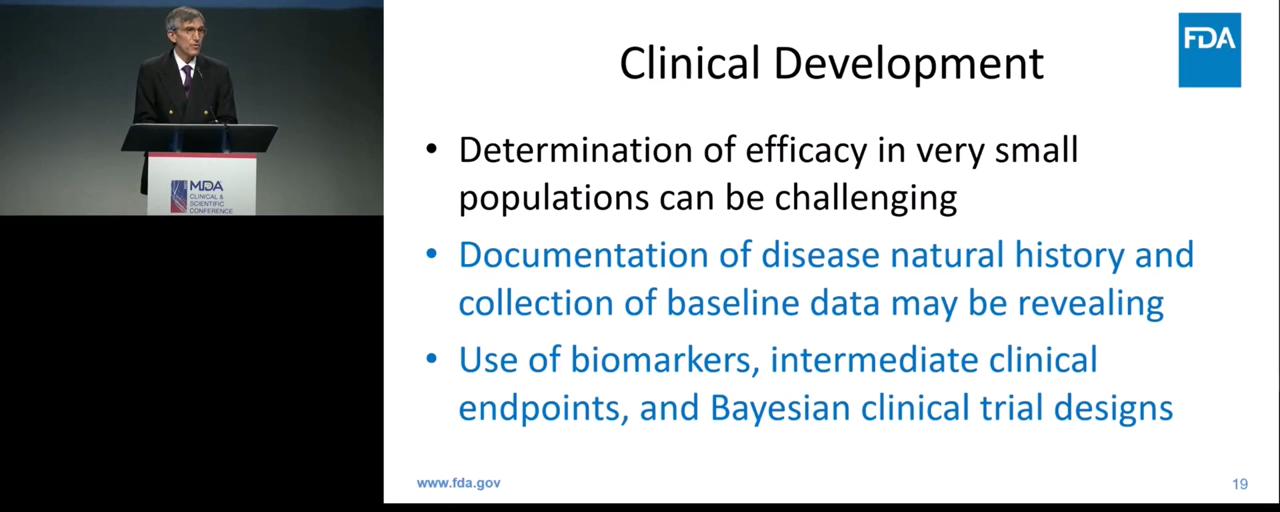 MDA
CLINICAL &
SCIENTIFIC
CONFERENCE
FDA
Clinical Development
• Determination of efficacy in very small
populations can be challenging
• Documentation of disease natural history and
collection of baseline data may be revealing
• Use of biomarkers, intermediate clinical
endpoints, and Bayesian clinical trial designs
www.fda.gov
19